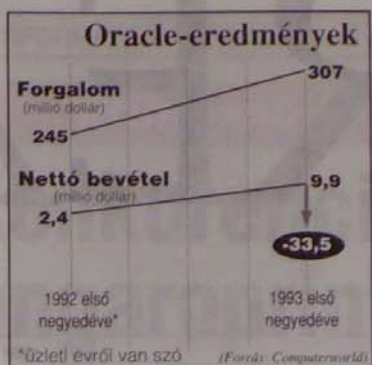 Oracle-eredmények
Forgalom
(millió dollár)
307
245
Nettó bevétel
(millió dollár)
9,9
2,4
-33,5
1992 első
negyedéve*
1993 első
negyedéve
*üzleti évről van szó
(Forrás: Computerworld)